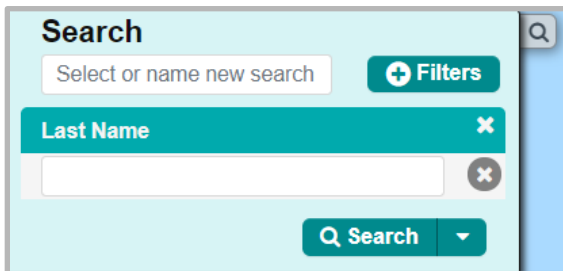 Search
Select or name new search
Filters
Last Name
Search